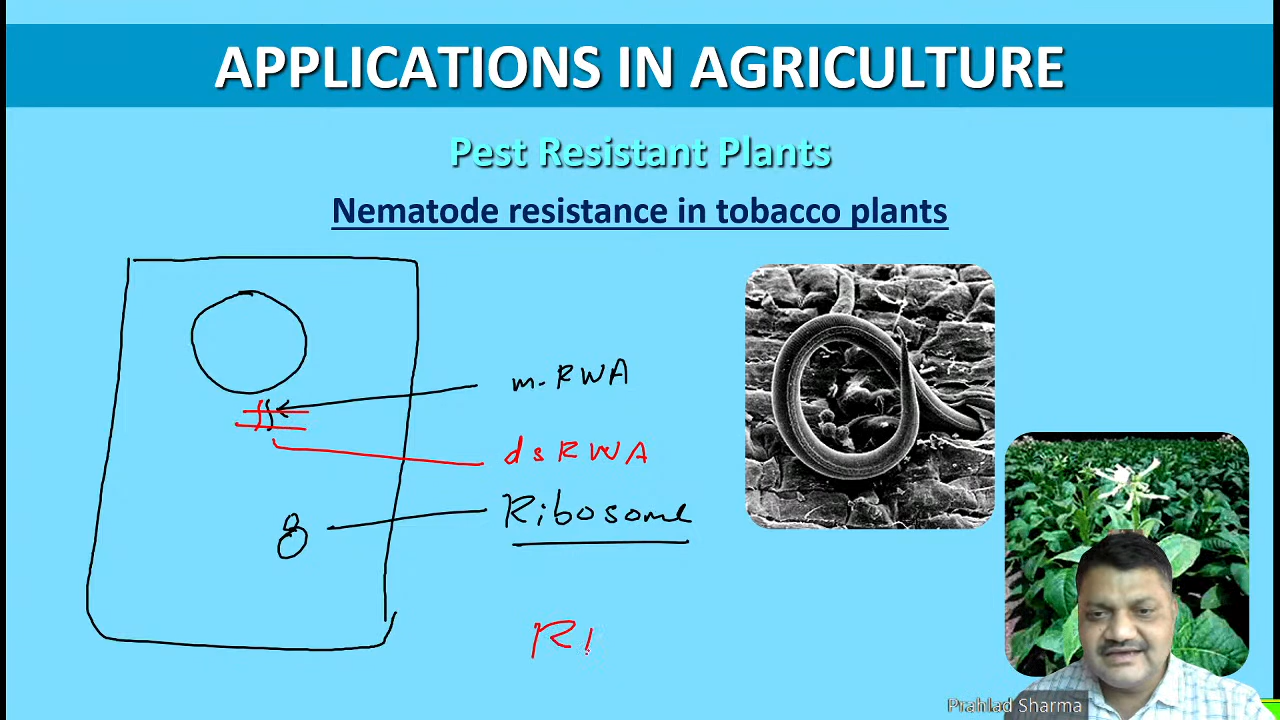 APPLICATIONS IN AGRICULTURE
Pest Resistant Plants
Nematode resistance in tobacco plants
m-RNA
dsRNA
Ribosome
Prahlad Sharma